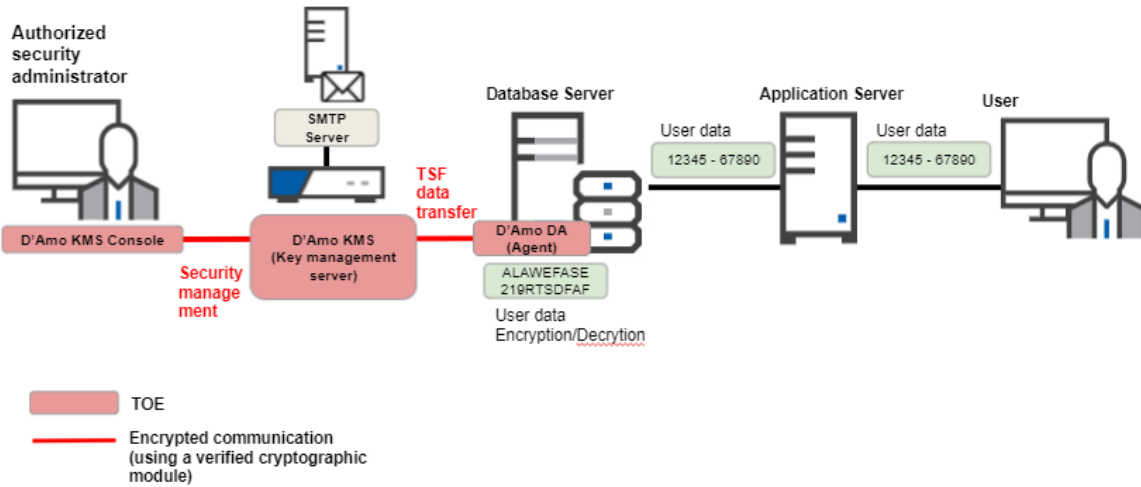 Authorized
security
administrator
D'Amo KMS Console
Security
manage
ment
SMTP
Server
D'Amo KMS
(Key management
server)
TSF
data
transfer
Database Server
D'Amo DA
(Agent)
ALAWEFASE
219RTSDFAF
User data
Encryption/Decrytion
User data
12345 - 67890
Application Server
User data
12345 - 67890
User
TOE
Encrypted communication
(using a verified cryptographic
module)